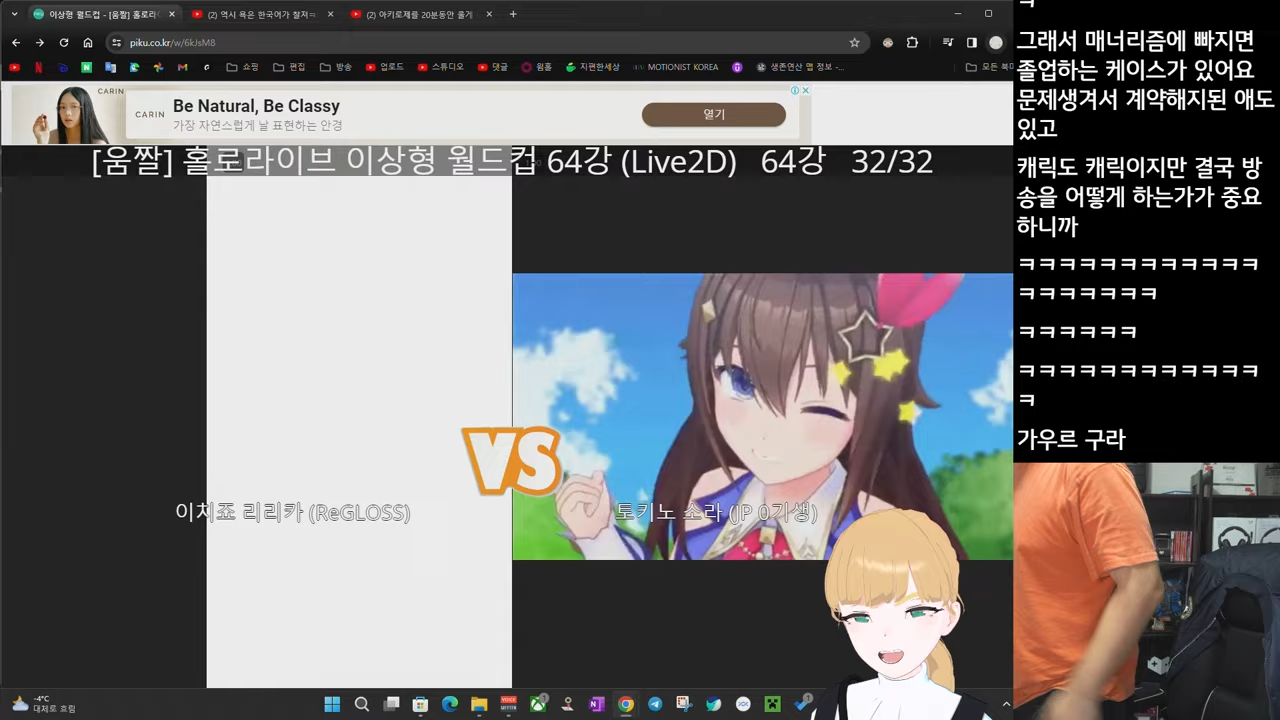 이상형 월드컵 - [움짤] 홀로라이
(2) 역시 욕은 한국어가 찰져=
(2) 아키로제를 20분동안 울게
piku.co.kr/w/6kJsM8
쇼핑
편집
방송
업로드
스튜디오
댓글
윔홀
지편한세상
MOTIONIST KOREA
생존연산 맵 정보 -...
모든 북마
CARIN
CARIN
Be Natural, Be Classy
가장 자연스럽게 날 표현하는 안경
열기
[움짤] 홀로라이브 이상형 월드컵 64강 (Live2D) 64강 32/32
VS
이치죠 리리카 (ReGLOSS)
토키노 소라 (JP 0기생)
-4°C
대체로 흐림
ㅋ
그래서 매너리즘에 빠지면
졸업하는 케이스가 있어요
문제생겨서 계약해지된 애도
있고
캐릭도 캐릭이지만 결국 방
송을 어떻게 하는가가 중요
하니까
ㅋㅋㅋㅋㅋㅋㅋㅋㅋㅋㅋㅋ
ㅋㅋㅋㅋㅋㅋㅋ
ㅋㅋㅋㅋㅋㅋ
ㅋㅋㅋㅋㅋㅋㅋㅋㅋㅋㅋㅋ
ㅋ
가우르 구라